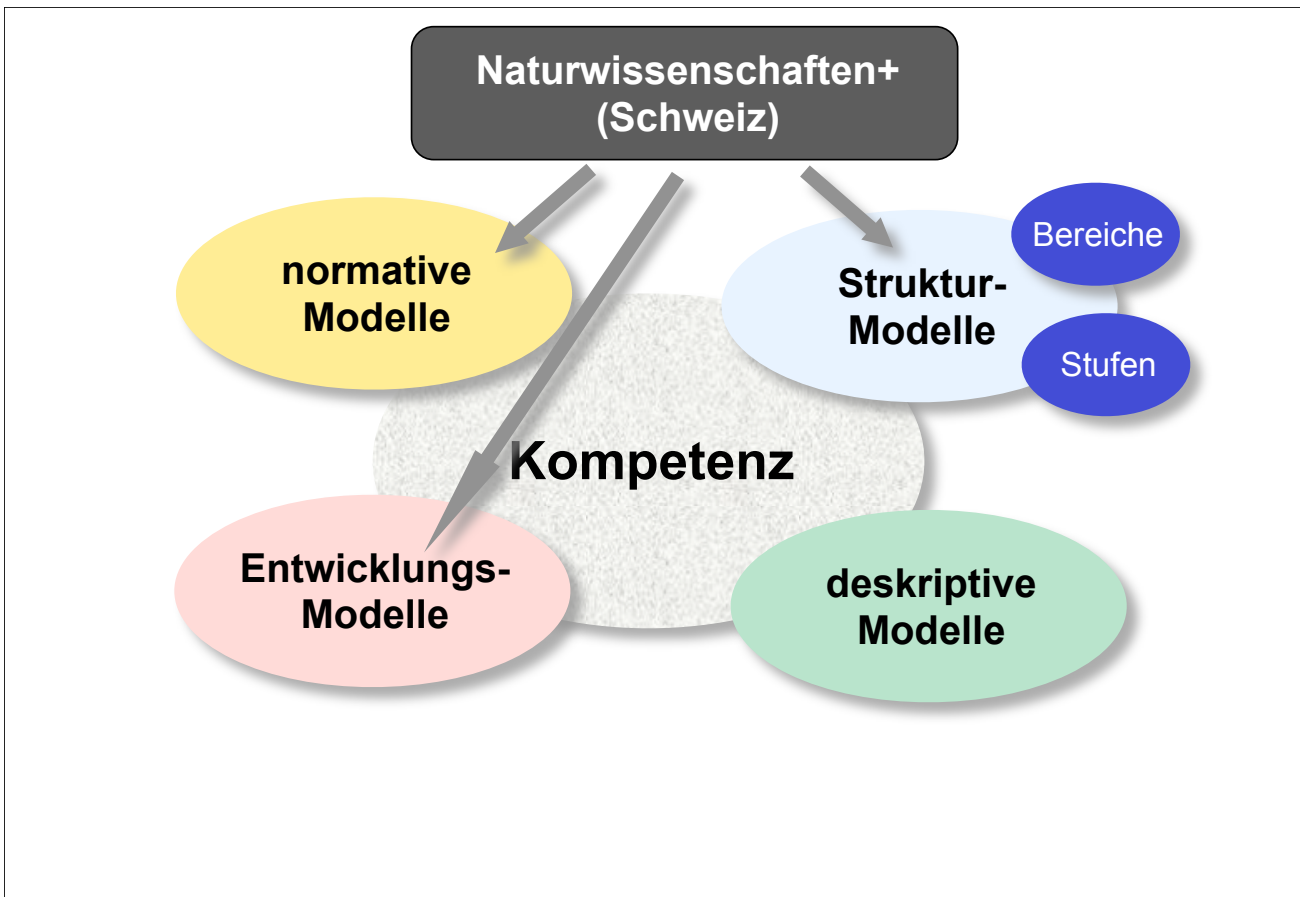 Naturwissenschaften+
(Schweiz)
normative
Modelle
Struktur-
Modelle
Bereiche
Stufen
Kompetenz
Entwicklungs-
Modelle
deskriptive
Modelle